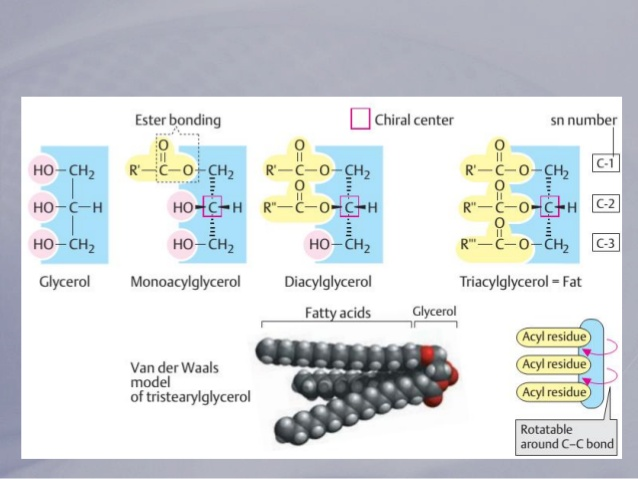 Ester bonding
Chiral center
sn number
O
O
O
HO–CH₂
R'–C–O–CH₂
R'–C–O–CH₂
R'–C–O–CH₂
C-1
O
O
HO–C–H
HO–C–H
R"–C–O–C–H
R"–C–O–C–H
C-2
O
HO–CH₂
HO–CH₂
HO–CH₂
R'"–C–O–CH₂
C-3
Glycerol
Monoacylglycerol
Diacylglycerol
Triacylglycerol = Fat
Fatty acids
Glycerol
Van der Waals
model
of tristearylglycerol
Acyl residue
Acyl residue
Acyl residue
Rotatable
around C–C bond